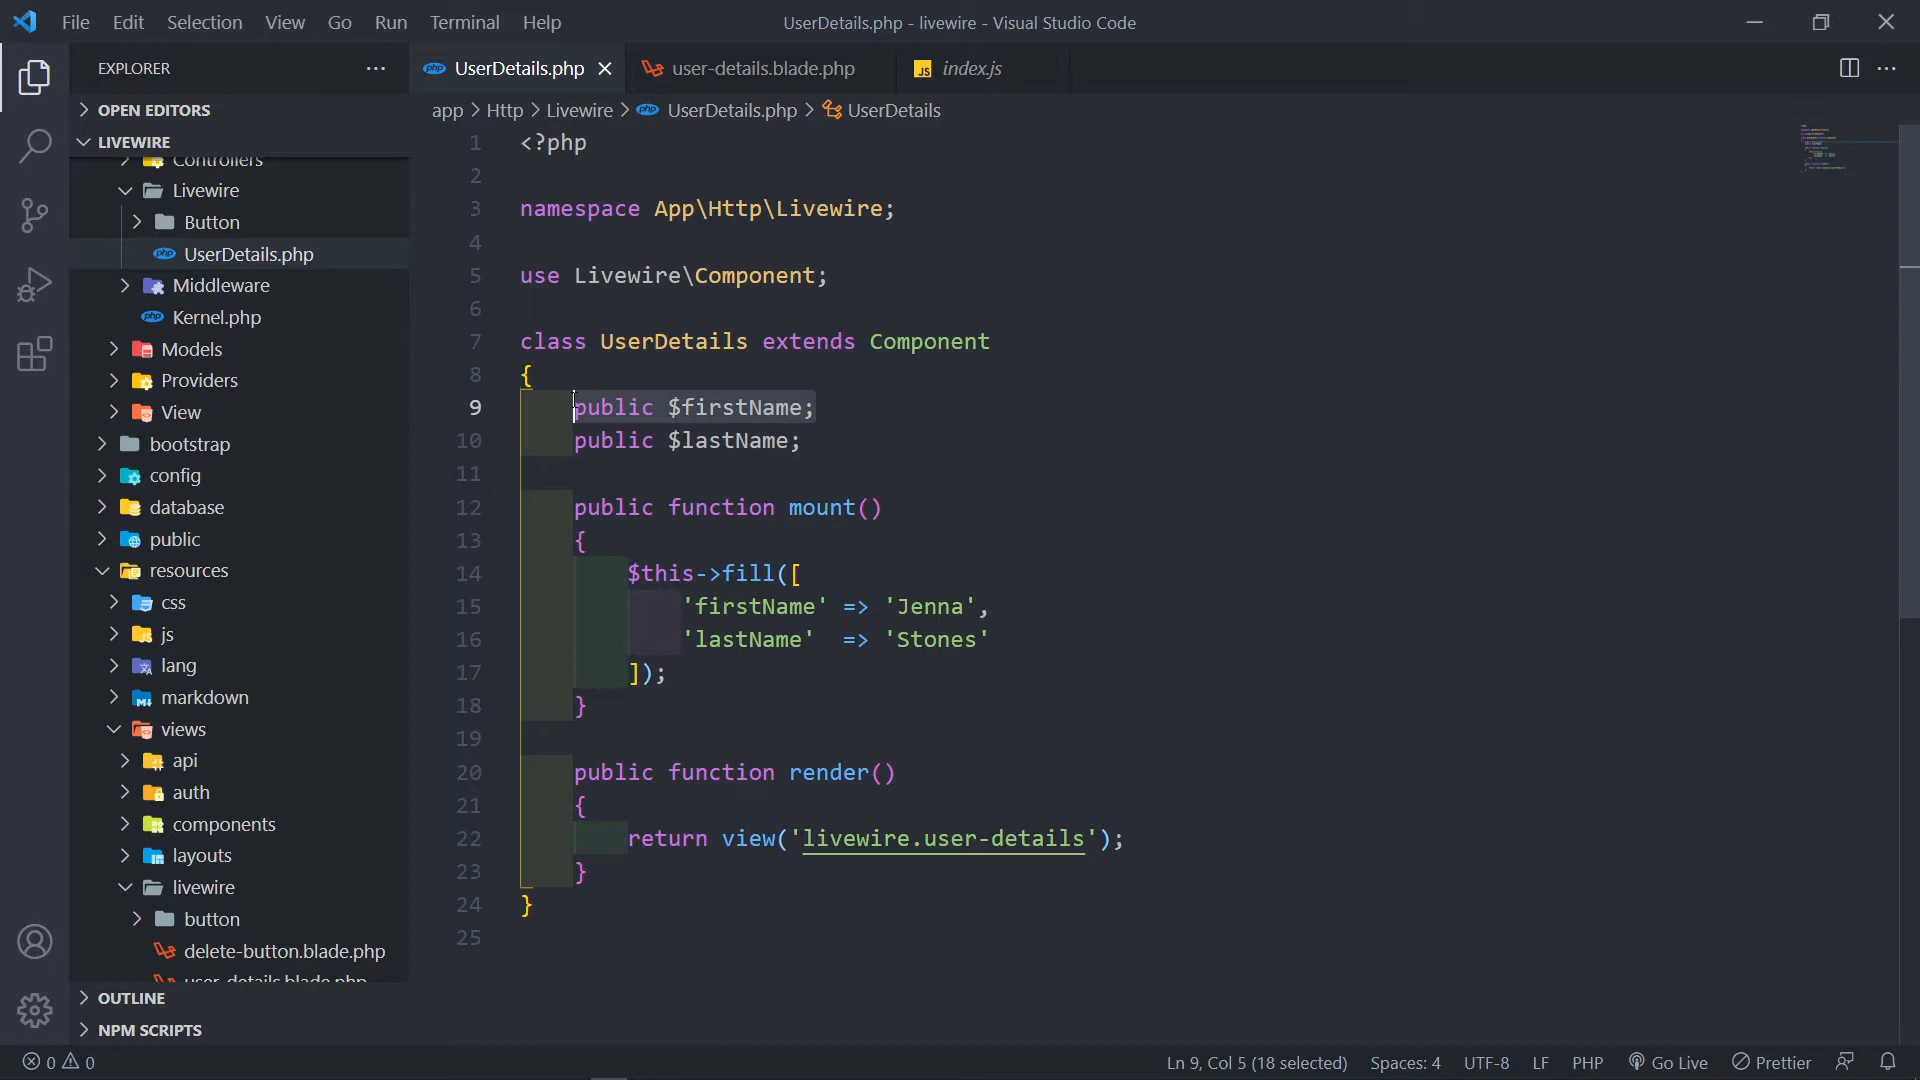 File Edit Selection View Go Run Terminal Help
UserDetails.php - livewire - Visual Studio Code
EXPLORER
UserDetails.php
user-details.blade.php
index.js
OPEN EDITORS
LIVEWIRE
Controllers
Livewire
Button
UserDetails.php
Middleware
Kernel.php
Models
Providers
View
bootstrap
config
database
public
resources
css
js
lang
markdown
views
api
auth
components
layouts
livewire
button
delete-button.blade.php
user-details.blade.php
OUTLINE
NPM SCRIPTS
app > Http > Livewire > UserDetails.php > UserDetails
1 <?php
2
3 namespace App\Http\Livewire;
4
5 use Livewire\Component;
6
7 class UserDetails extends Component
8 {
9 public $firstName;
10 public $lastName;
11
12 public function mount()
13 {
14 $this->fill([
15 'firstName' => 'Jenna',
16 'lastName' => 'Stones'
17 ]);
18 }
19
20 public function render()
21 {
22 return view('livewire.user-details');
23 }
24 }
25
0 0
Ln 9, Col 5 (18 selected) Spaces: 4 UTF-8 LF PHP Go Live Prettier